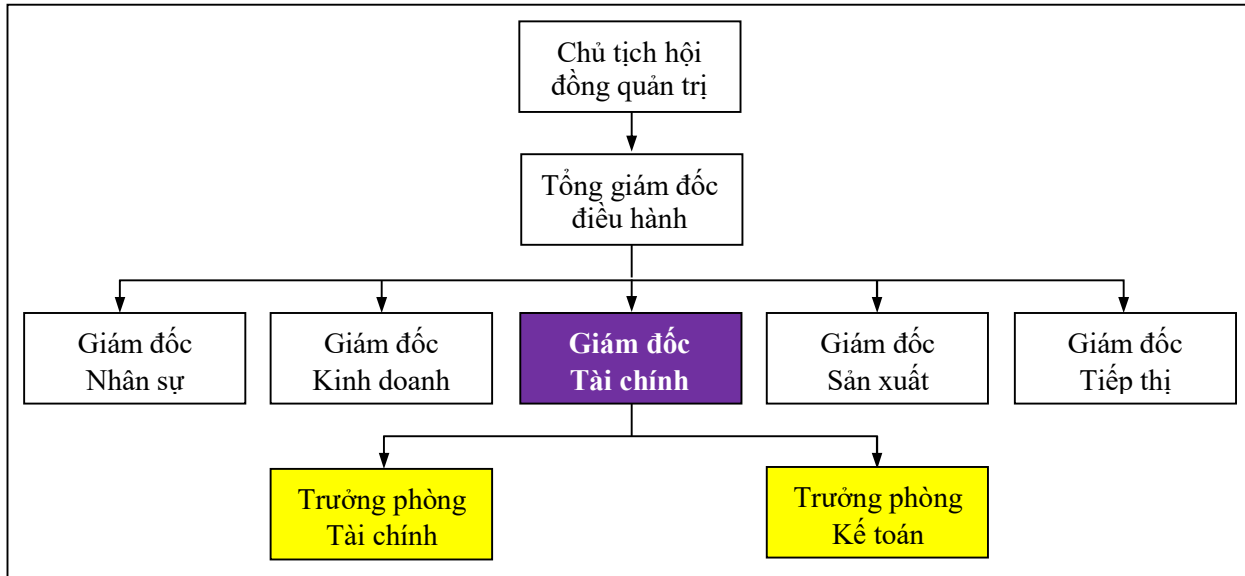 Chủ tịch hội
đồng quản trị
Tổng giám đốc
điều hành
Giám đốc
Nhân sự
Giám đốc
Kinh doanh
Giám đốc
Tài chính
Giám đốc
Sản xuất
Giám đốc
Tiếp thị
Trưởng phòng
Tài chính
Trưởng phòng
Kế toán